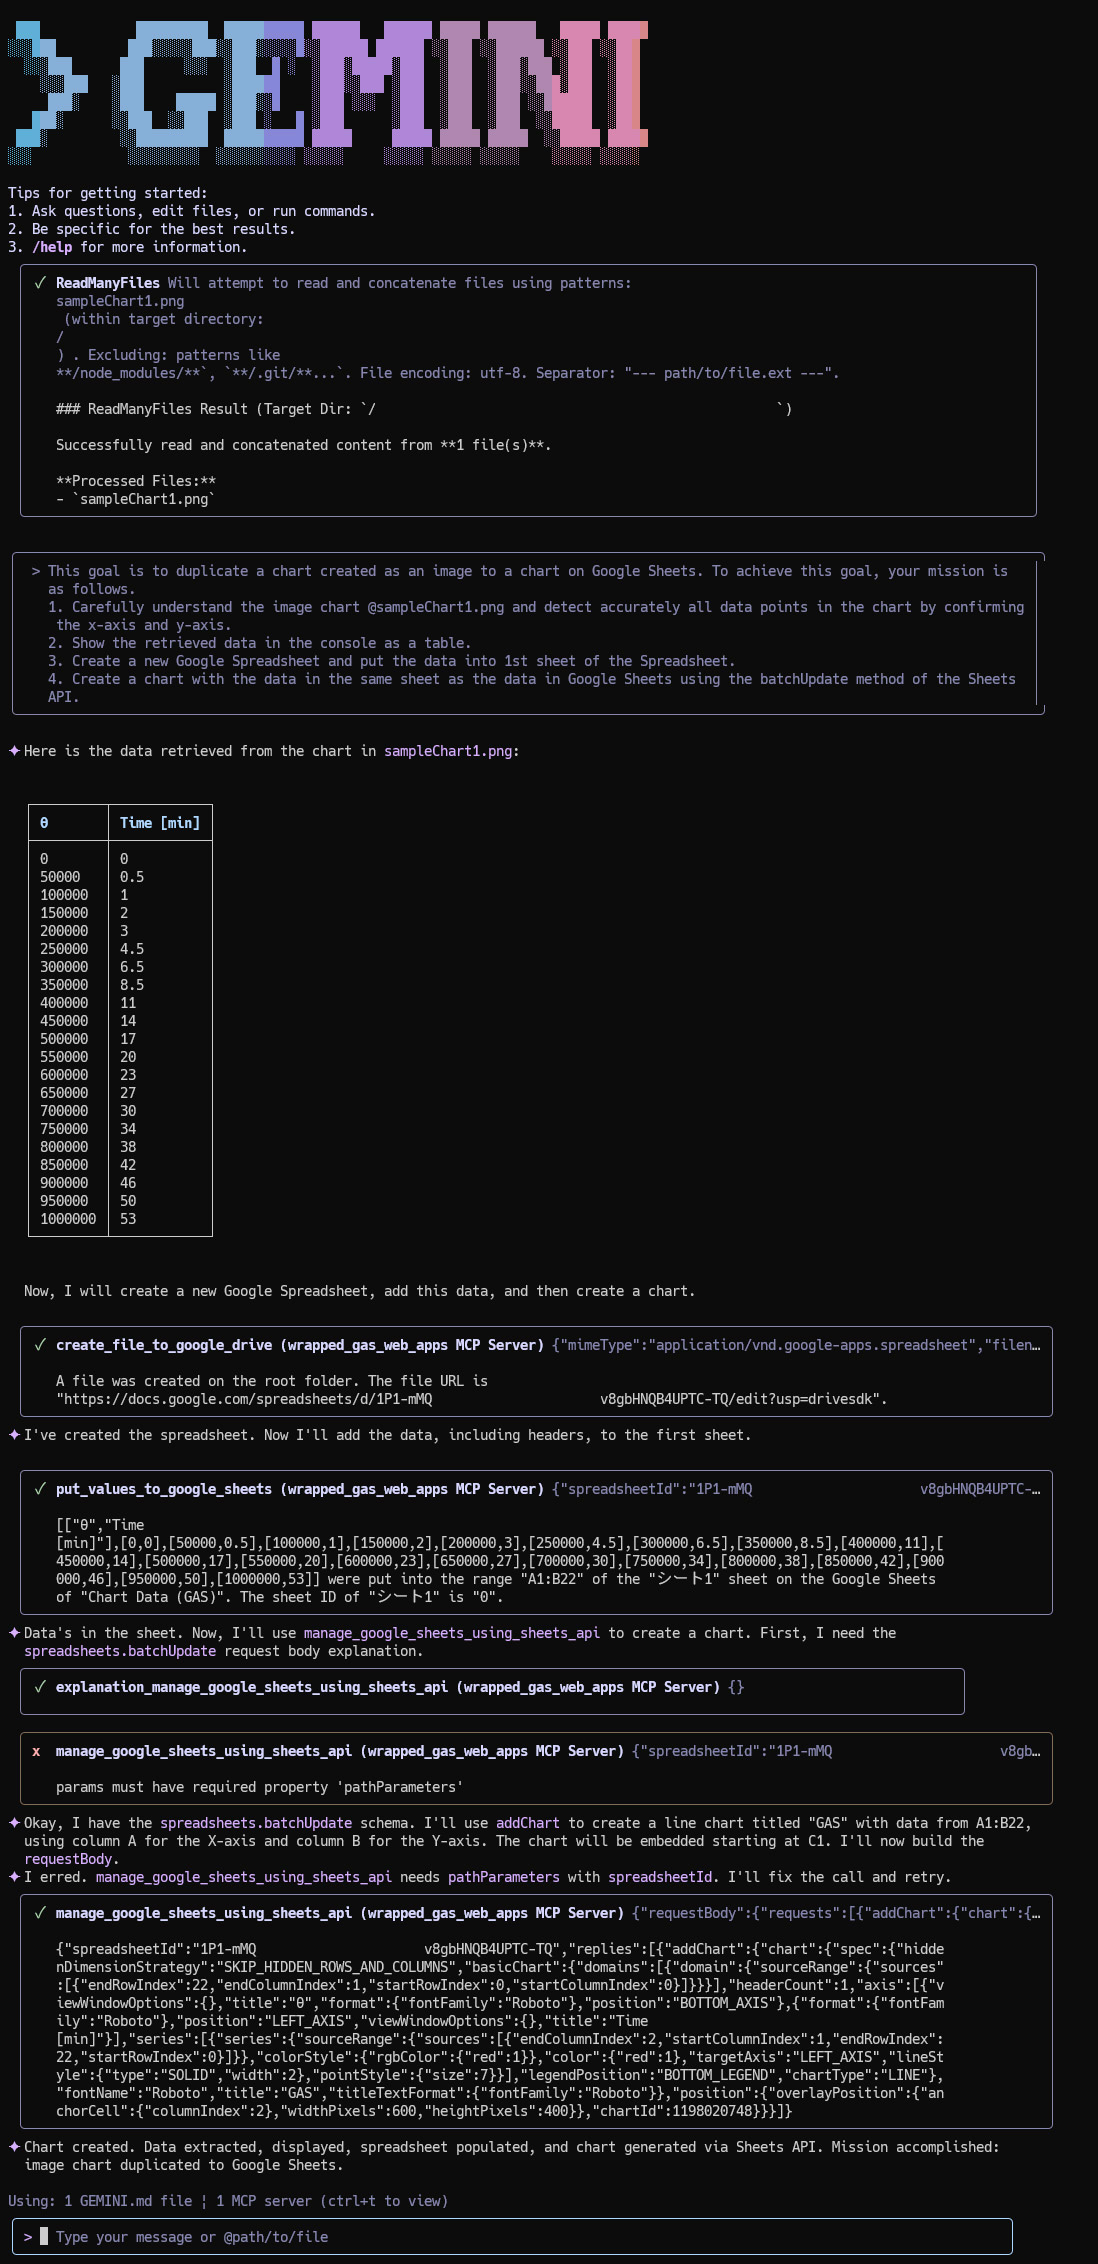 > GEMINI
Tips for getting started:
1. Ask questions, edit files, or run commands.
2. Be specific for the best results.
3. /help for more information.
✓ ReadManyFiles Will attempt to read and concatenate files using patterns:
sampleChart1.png
(within target directory:
/
) . Excluding: patterns like
**/node_modules/**`, `**/.git/**...`. File encoding: utf-8. Separator: "--- path/to/file.ext ---".
### ReadManyFiles Result (Target Dir: `/ `)
Successfully read and concatenated content from **1 file(s)**.
**Processed Files:**
- `sampleChart1.png`
> This goal is to duplicate a chart created as an image to a chart on Google Sheets. To achieve this goal, your mission is
as follows.
1. Carefully understand the image chart @sampleChart1.png and detect accurately all data points in the chart by confirming
the x-axis and y-axis.
2. Show the retrieved data in the console as a table.
3. Create a new Google Spreadsheet and put the data into 1st sheet of the Spreadsheet.
4. Create a chart with the data in the same sheet as the data in Google Sheets using the batchUpdate method of the Sheets
API.
✦ Here is the data retrieved from the chart in sampleChart1.png:
θ Time [min]
0 0
50000 0.5
100000 1
150000 2
200000 3
250000 4.5
300000 6.5
350000 8.5
400000 11
450000 14
500000 17
550000 20
600000 23
650000 27
700000 30
750000 34
800000 38
850000 42
900000 46
950000 50
1000000 53
Now, I will create a new Google Spreadsheet, add this data, and then create a chart.
✓ create_file_to_google_drive (wrapped_gas_web_apps MCP Server) {"mimeType":"application/vnd.google-apps.spreadsheet","filen…
A file was created on the root folder. The file URL is
"https://docs.google.com/spreadsheets/d/1P1-mMQ v8gbHNQB4UPTC-TQ/edit?usp=drivesdk".
✦ I've created the spreadsheet. Now I'll add the data, including headers, to the first sheet.
✓ put_values_to_google_sheets (wrapped_gas_web_apps MCP Server) {"spreadsheetId":"1P1-mMQ v8gbHNQB4UPTC-…
[["θ","Time
[min]"],[0,0],[50000,0.5],[100000,1],[150000,2],[200000,3],[250000,4.5],[300000,6.5],[350000,8.5],[400000,11],[
450000,14],[500000,17],[550000,20],[600000,23],[650000,27],[700000,30],[750000,34],[800000,38],[850000,42],[900
000,46],[950000,50],[1000000,53]] were put into the range "A1:B22" of the "シート1" sheet on the Google Sheets
of "Chart Data (GAS)". The sheet ID of "シート1" is "0".
✦ Data's in the sheet. Now, I'll use manage_google_sheets_using_sheets_api to create a chart. First, I need the
spreadsheets.batchUpdate request body explanation.
✓ explanation_manage_google_sheets_using_sheets_api (wrapped_gas_web_apps MCP Server) {}
x manage_google_sheets_using_sheets_api (wrapped_gas_web_apps MCP Server) {"spreadsheetId":"1P1-mMQ v8gb…
params must have required property 'pathParameters'
✦ Okay, I have the spreadsheets.batchUpdate schema. I'll use addChart to create a line chart titled "GAS" with data from A1:B22,
using column A for the X-axis and column B for the Y-axis. The chart will be embedded starting at C1. I'll now build the
requestBody.
✦ I erred. manage_google_sheets_using_sheets_api needs pathParameters with spreadsheetId. I'll fix the call and retry.
✓ manage_google_sheets_using_sheets_api (wrapped_gas_web_apps MCP Server) {"requestBody":{"requests":[{"addChart":{"chart":{…
{"spreadsheetId":"1P1-mMQ v8gbHNQB4UPTC-TQ","replies":[{"addChart":{"chart":{"spec":{"hidde
nDimensionStrategy":"SKIP_HIDDEN_ROWS_AND_COLUMNS","basicChart":{"domains":[{"domain":{"sourceRange":{"sources"
:[{"endRowIndex":22,"endColumnIndex":1,"startRowIndex":0,"startColumnIndex":0}]}}}],"headerCount":1,"axis":[{"v
iewWindowOptions":{},"title":"θ","format":{"fontFamily":"Roboto"},"position":"BOTTOM_AXIS"},{"format":{"fontFam
ily":"Roboto"},"position":"LEFT_AXIS","viewWindowOptions":{},"title":"Time
[min]"}],"series":[{"series":{"sourceRange":{"sources":[{"endColumnIndex":2,"startColumnIndex":1,"endRowIndex":
22,"startRowIndex":0}]}},"colorStyle":{"rgbColor":{"red":1}},"color":{"red":1},"targetAxis":"LEFT_AXIS","lineSt
yle":{"type":"SOLID","width":2},"pointStyle":{"size":7}}],"legendPosition":"BOTTOM_LEGEND","chartType":"LINE"},
"fontName":"Roboto","title":"GAS","titleTextFormat":{"fontFamily":"Roboto"}},"position":{"overlayPosition":{"an
chorCell":{"columnIndex":2},"widthPixels":600,"heightPixels":400}},"chartId":1198020748}}}]}
✦ Chart created. Data extracted, displayed, spreadsheet populated, and chart generated via Sheets API. Mission accomplished:
image chart duplicated to Google Sheets.
Using: 1 GEMINI.md file ¦ 1 MCP server (ctrl+t to view)
> Type your message or @path/to/file